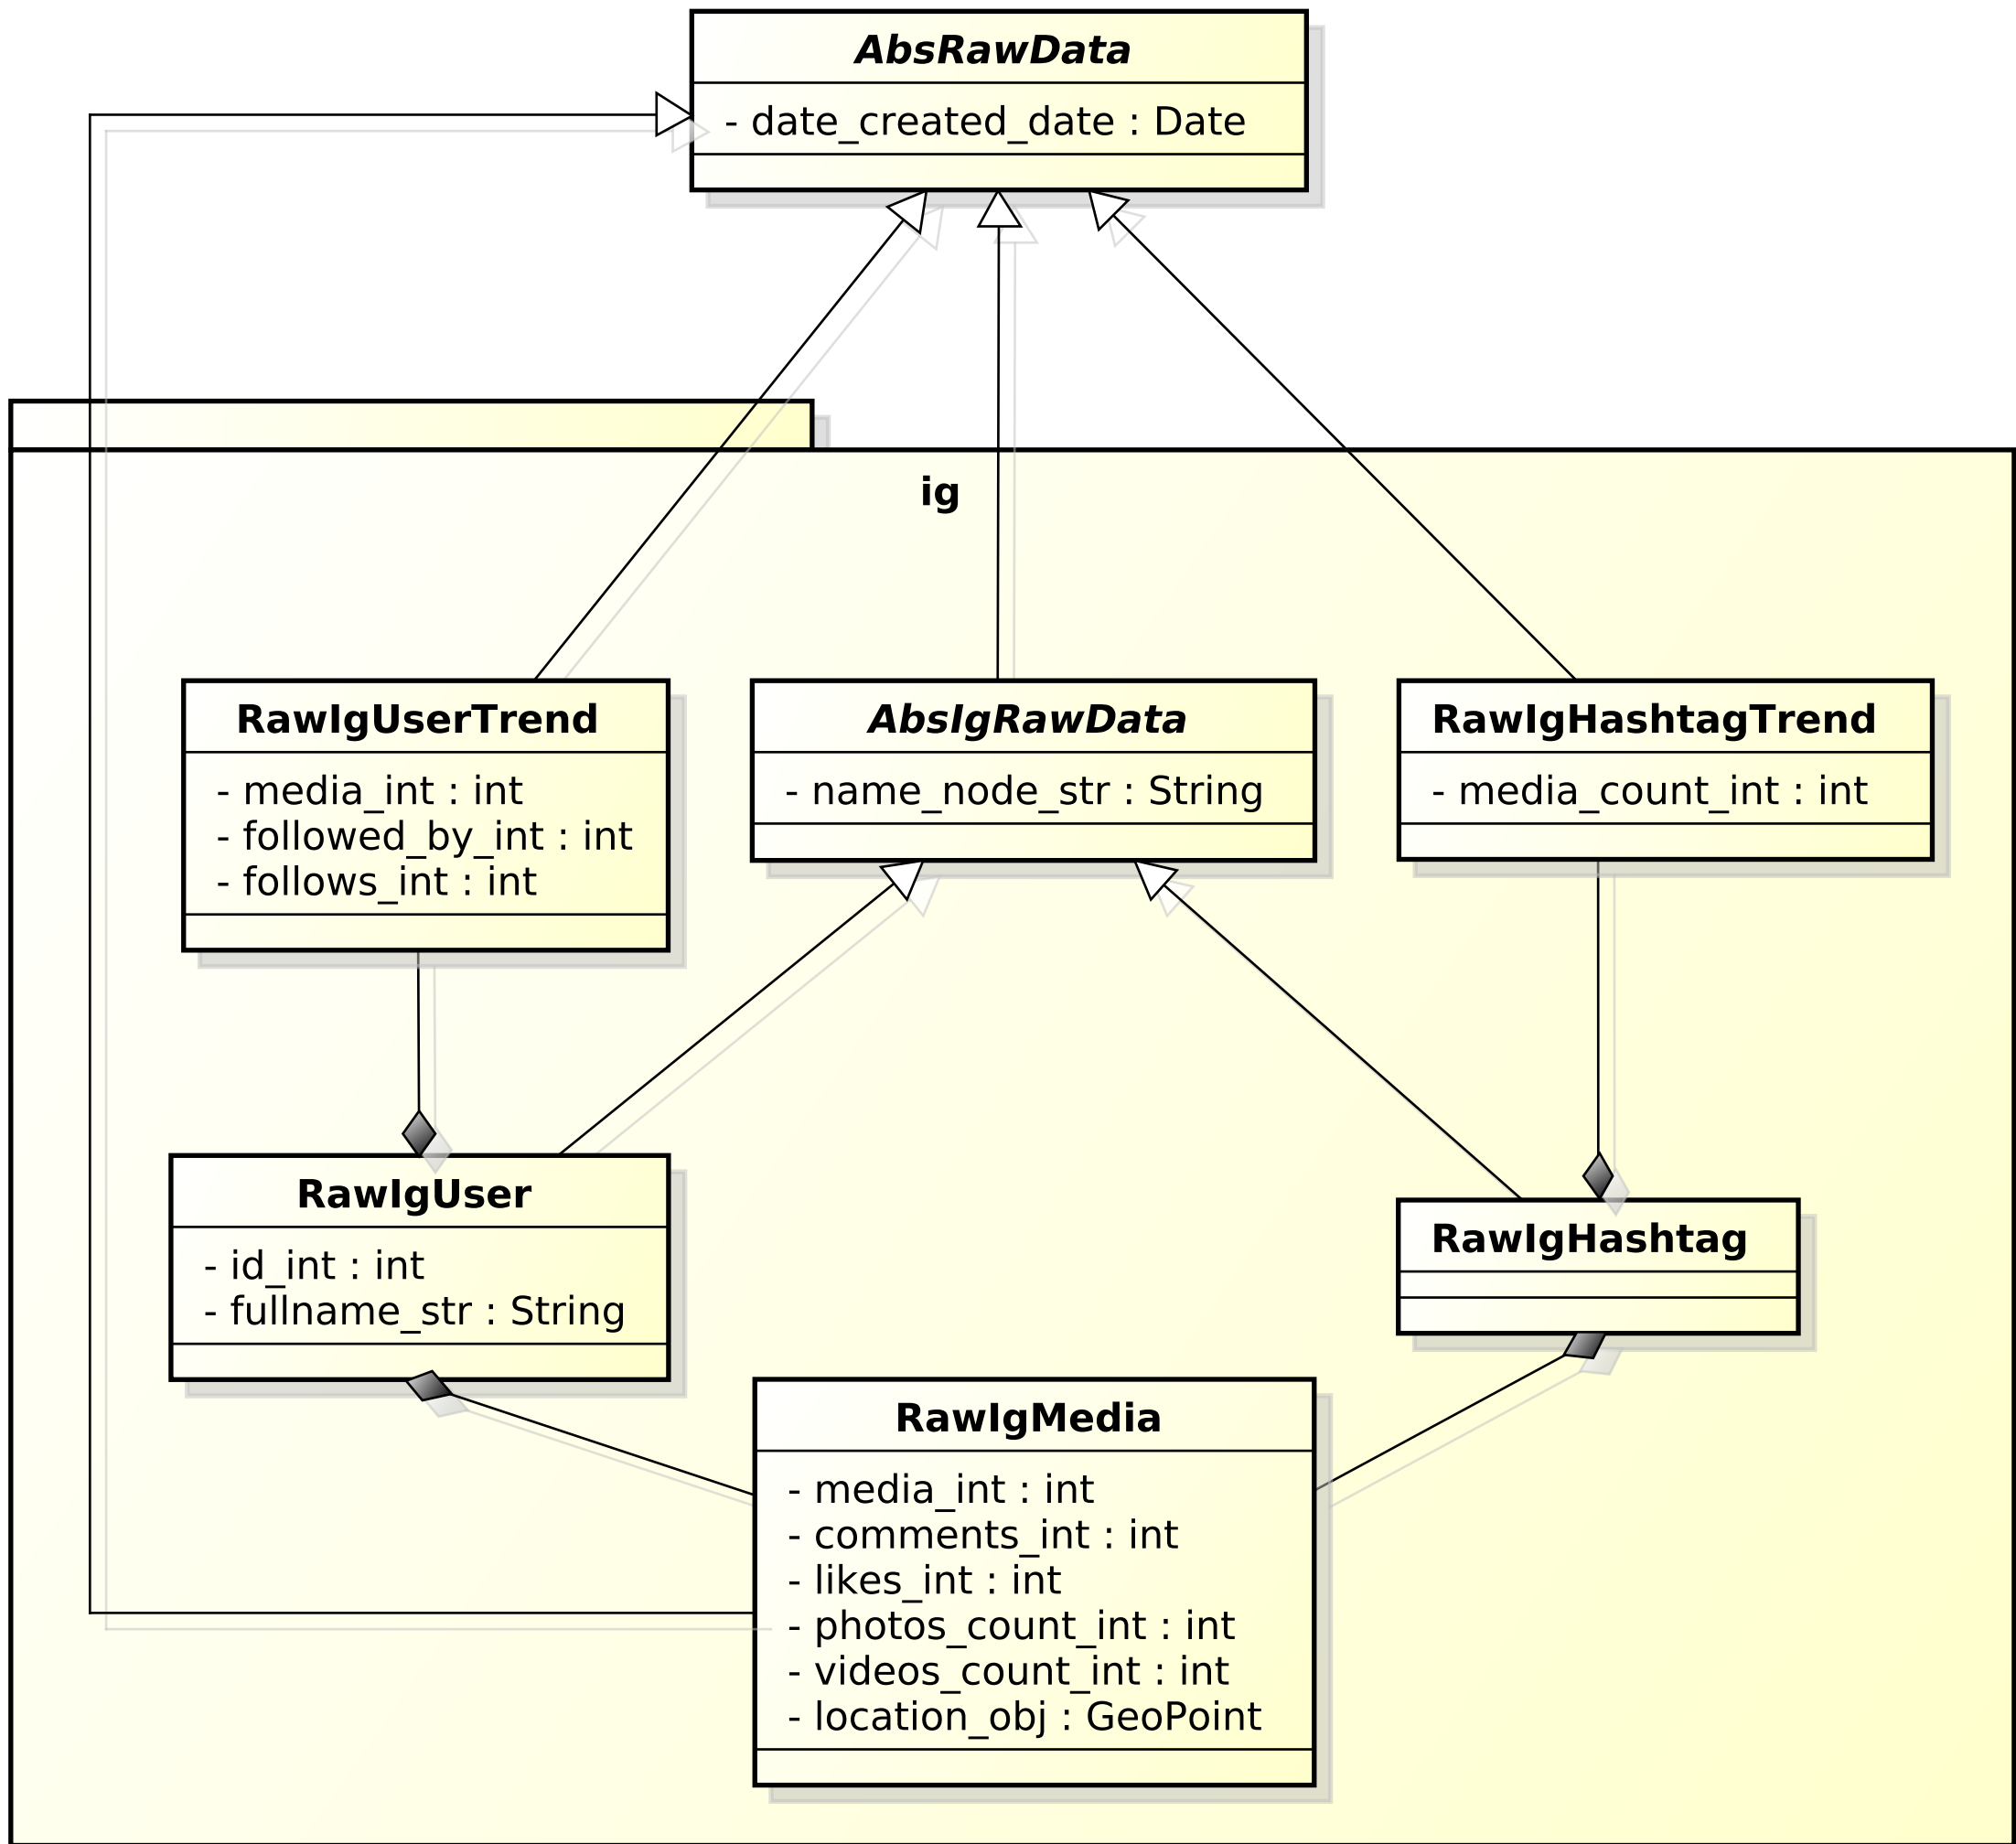 AbsRawData
- date_created_date : Date
ig
RawIgUserTrend
- media_int : int
- followed_by_int : int
- follows_int : int
AbsIgRawData
- name_node_str : String
RawIgHashtagTrend
- media_count_int : int
RawIgUser
- id_int : int
- fullname_str : String
RawIgHashtag
RawIgMedia
- media_int : int
- comments_int : int
- likes_int : int
- photos_count_int : int
- videos_count_int : int
- location_obj : GeoPoint